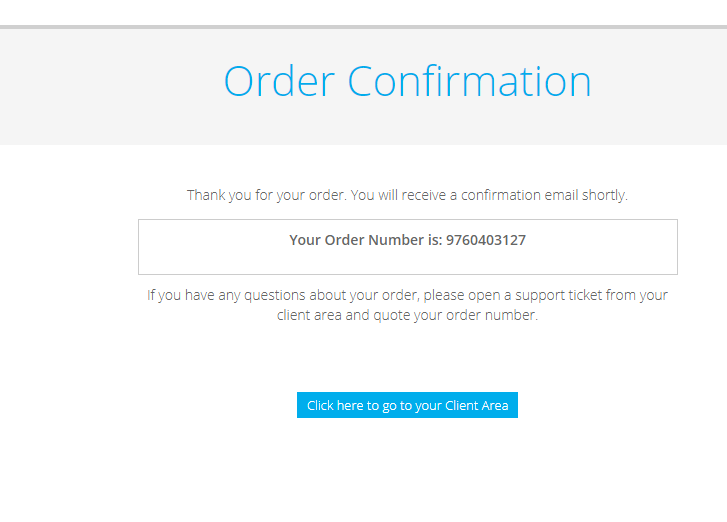 Order Confirmation
Thank you for your order. You will receive a confirmation email shortly.
Your Order Number is: 9760403127
If you have any questions about your order, please open a support ticket from your
client area and quote your order number.
Click here to go to your Client Area